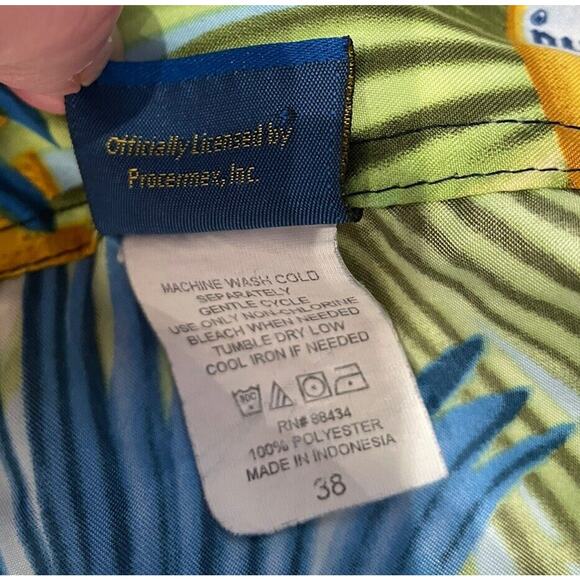 Officially Licensed by
Procermex, Inc.
MACHINE WASH COLD
SEPARATELY
GENTLE CYCLE
USE ONLY NON-CHLORINE
BLEACH WHEN NEEDED
TUMBLE DRY LOW
COOL IRON IF NEEDED
RN# 88434
100% POLYESTER
MADE IN INDONESIA
38